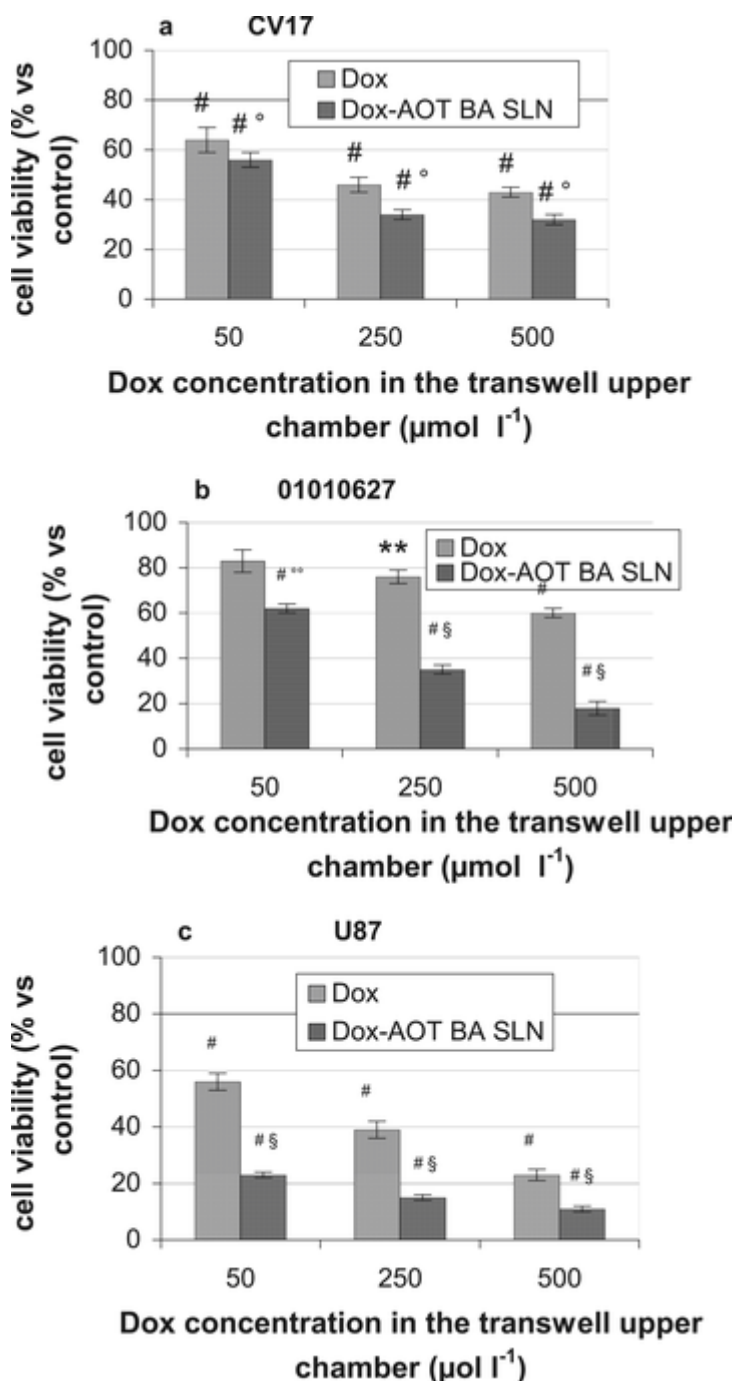 a CV17
100
80
60
40
20
0
cell viability (% vs
control)
Dox
Dox-AOT BA SLN
#
# °
#
# °
#
# °
50 250 500
Dox concentration in the transwell upper
chamber (µmol l-1)
b 01010627
100
80
60
40
20
0
cell viability (% vs
control)
Dox
Dox-AOT BA SLN
# °°
**
# §
#
# §
50 250 500
Dox concentration in the transwell upper
chamber (µmol l-1)
c U87
100
80
60
40
20
0
cell viability (% vs
control)
Dox
Dox-AOT BA SLN
#
# §
#
# §
#
# §
50 250 500
Dox concentration in the transwell upper
chamber (µol l-1)